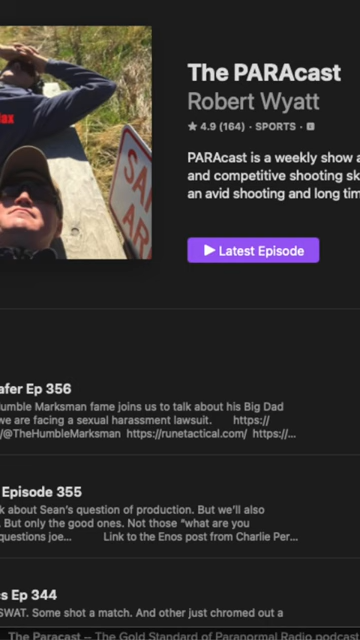 The PARAcast
Robert Wyatt
★ 4.9 (164) · SPORTS · E
PARAcast is a weekly show a
and competitive shooting sk
an avid shooting and long tim
▶ Latest Episode
SA
AR
afer Ep 356
umble Marksman fame joins us to talk about his Big Dad
we are facing a sexual harassment lawsuit. https://
/@TheHumbleMarksman https://runetactical.com/ https://...
Episode 355
k about Sean's question of production. But we'll also
. But only the good ones. Not those "what are you
questions joe... Link to the Enos post from Charlie Per...
s Ep 344
SWAT. Some shot a match. And other just chromed out a
The Paracast -- The Gold Standard of Paranormal Radio podcast